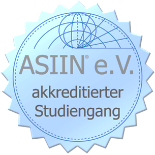 ASIIN® e.V.
akkreditierter
Studiengang